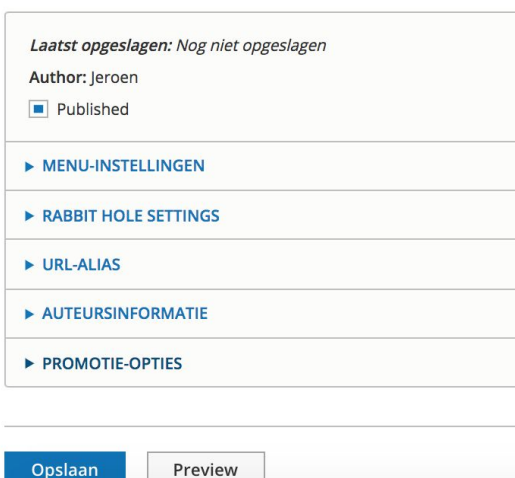 Laatst opgeslagen: Nog niet opgeslagen
Author: Jeroen
Published
MENU-INSTELLINGEN
RABBIT HOLE SETTINGS
URL-ALIAS
AUTEURSINFORMATIE
PROMOTIE-OPTIES
Opslaan Preview